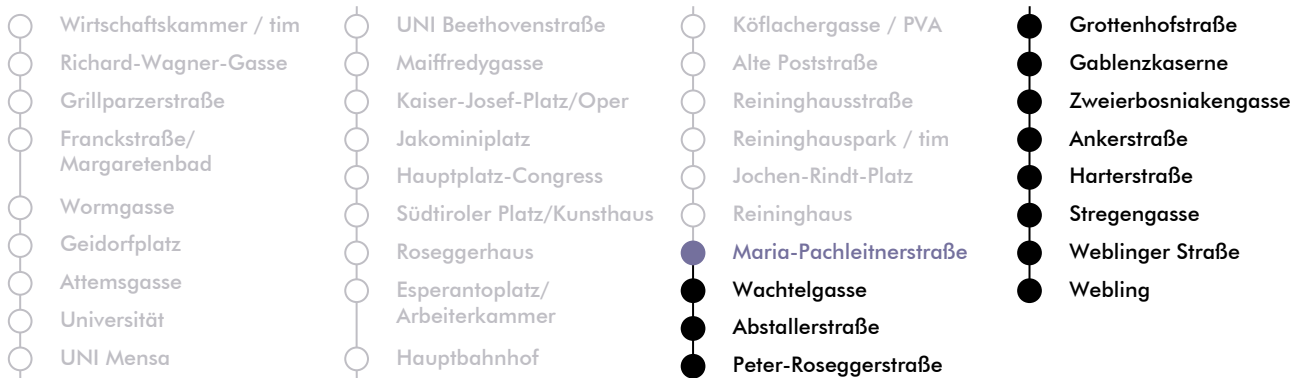 Wirtschaftskammer / tim
Richard-Wagner-Gasse
Grillparzerstraße
Franckstraße/
Margaretenbad
Wormgasse
Geidorfplatz
Attemsgasse
Universität
UNI Mensa
UNI Beethovenstraße
Maiffredygasse
Kaiser-Josef-Platz/Oper
Jakominiplatz
Hauptplatz-Congress
Südtiroler Platz/Kunsthaus
Roseggerhaus
Esperantoplatz/
Arbeiterkammer
Hauptbahnhof
Köflachergasse / PVA
Alte Poststraße
Reininghausstraße
Reininghauspark / tim
Jochen-Rindt-Platz
Reininghaus
Maria-Pachleitnerstraße
Wachtelgasse
Abstallerstraße
Peter-Roseggerstraße
Grottenhofstraße
Gablenzkaserne
Zweierbosniakengasse
Ankerstraße
Harterstraße
Stregengasse
Weblinger Straße
Webling